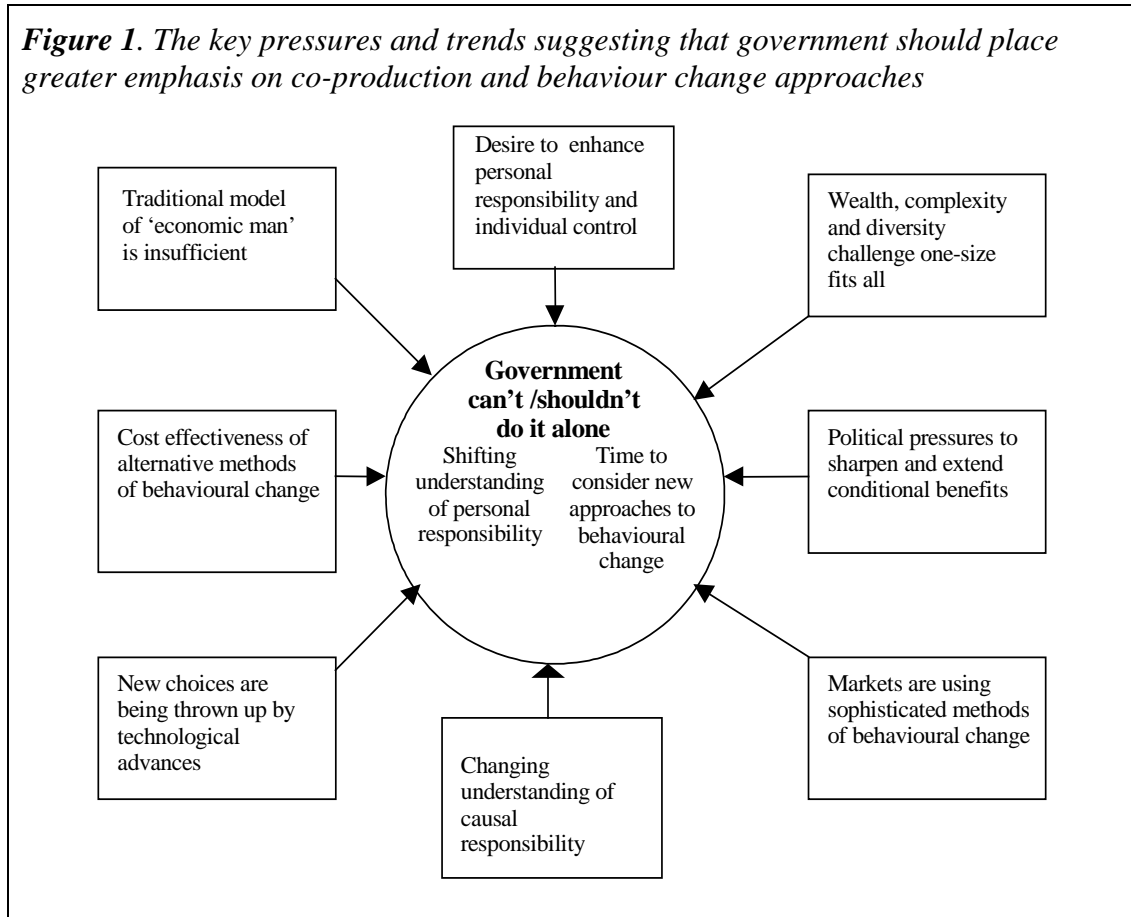 Figure 1. The key pressures and trends suggesting that government should place
greater emphasis on co-production and behaviour change approaches
Desire to enhance
personal
responsibility and
individual control
Traditional model
of ‘economic man’
is insufficient
Wealth, complexity
and diversity
challenge one-size
fits all
Government
can't /shouldn't
do it alone
Shifting
understanding
of personal
responsibility
Time to
consider new
approaches to
behavioural
change
Cost effectiveness of
alternative methods
of behavioural change
Political pressures to
sharpen and extend
conditional benefits
New choices are
being thrown up by
technological
advances
Changing
understanding of
causal
responsibility
Markets are using
sophisticated methods
of behavioural change